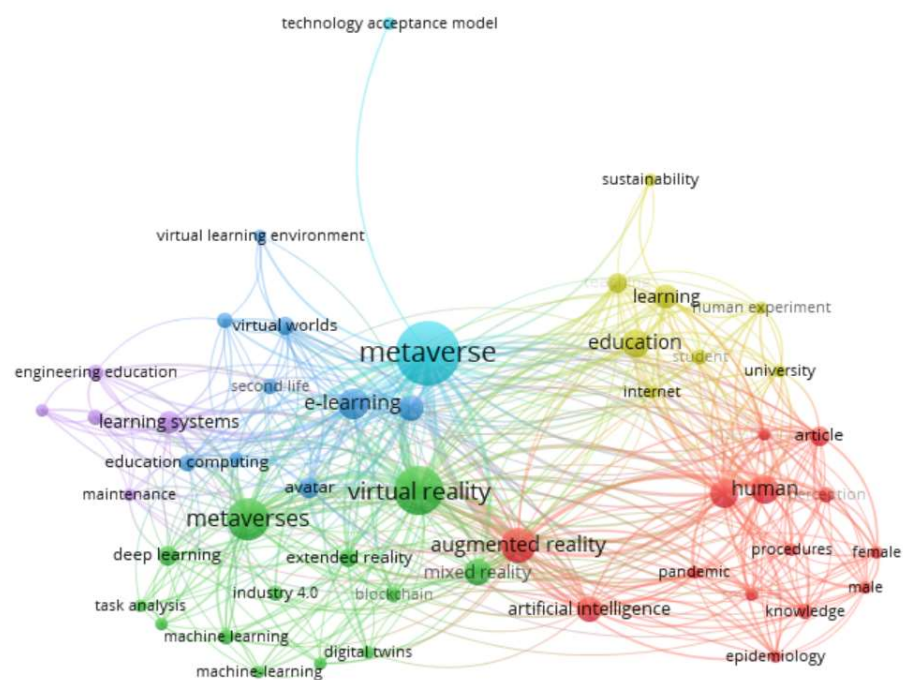 technology acceptance model
sustainability
virtual learning environment
learning
human experiment
virtual worlds
education
metaverse
student
engineering education
university
second life
internet
e-learning
learning systems
article
education computing
avatar
virtual reality
human
maintenance
metaverses
augmented reality
deep learning
extended reality
procedures
female
mixed reality
pandemic
male
industry 4.0
blockchain
task analysis
artificial intelligence
knowledge
machine learning
digital twins
epidemiology
machine-learning